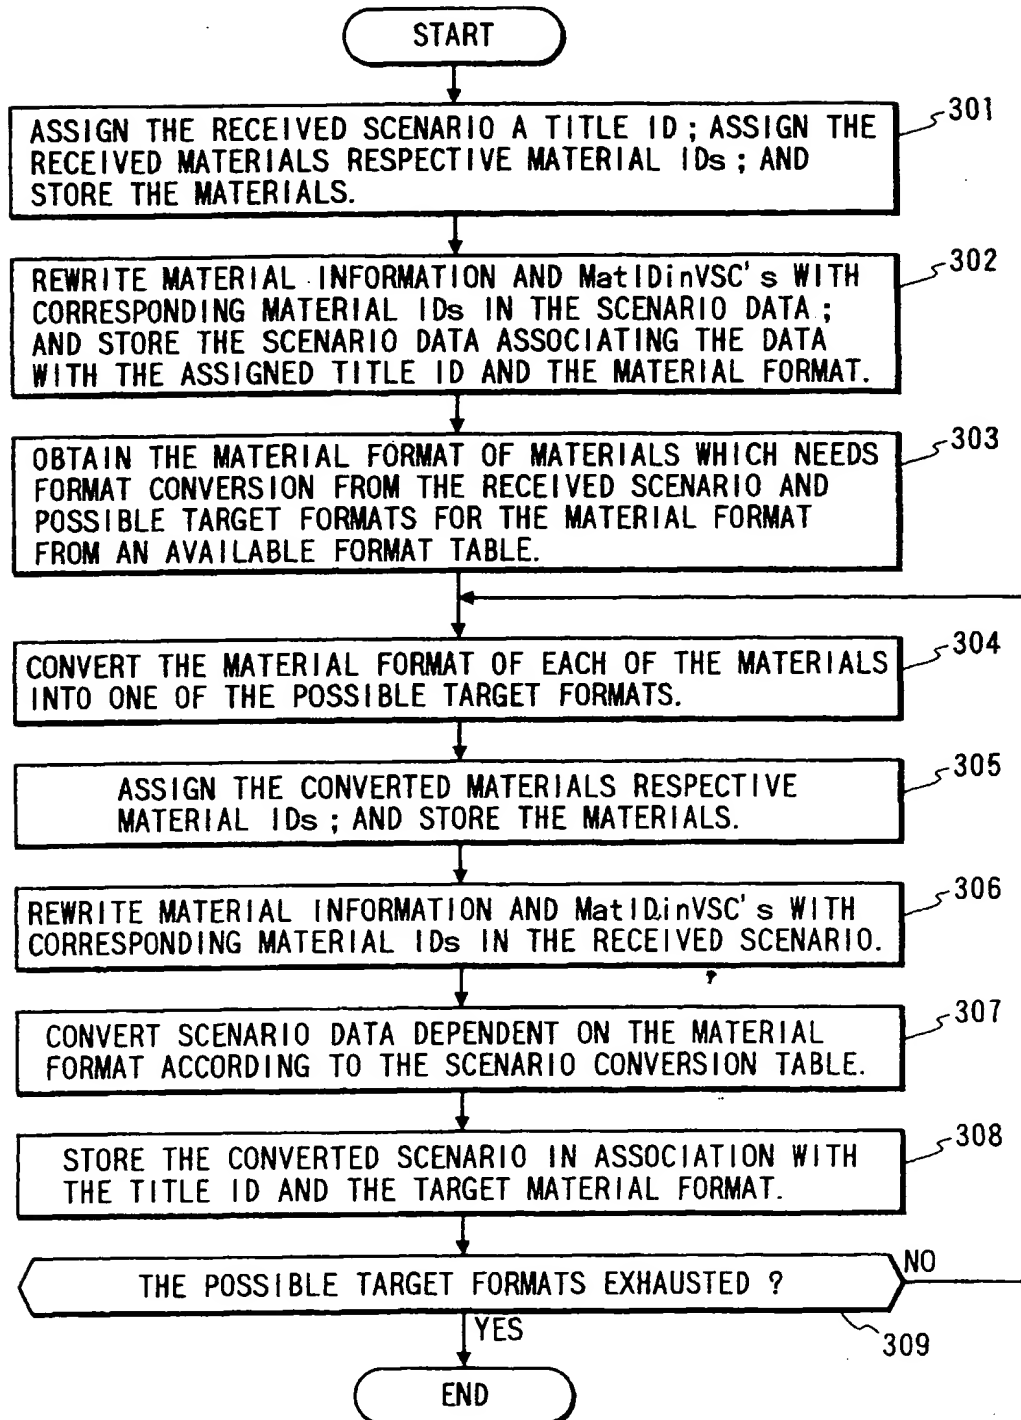 START
301
ASSIGN THE RECEIVED SCENARIO A TITLE ID; ASSIGN THE
RECEIVED MATERIALS RESPECTIVE MATERIAL IDs; AND
STORE THE MATERIALS.
302
REWRITE MATERIAL INFORMATION AND MatIDinVSC's WITH
CORRESPONDING MATERIAL IDs IN THE SCENARIO DATA;
AND STORE THE SCENARIO DATA ASSOCIATING THE DATA
WITH THE ASSIGNED TITLE ID AND THE MATERIAL FORMAT.
303
OBTAIN THE MATERIAL FORMAT OF MATERIALS WHICH NEEDS
FORMAT CONVERSION FROM THE RECEIVED SCENARIO AND
POSSIBLE TARGET FORMATS FOR THE MATERIAL FORMAT
FROM AN AVAILABLE FORMAT TABLE.
304
CONVERT THE MATERIAL FORMAT OF EACH OF THE MATERIALS
INTO ONE OF THE POSSIBLE TARGET FORMATS.
305
ASSIGN THE CONVERTED MATERIALS RESPECTIVE
MATERIAL IDs; AND STORE THE MATERIALS.
306
REWRITE MATERIAL INFORMATION AND MatIDinVSC's WITH
CORRESPONDING MATERIAL IDs IN THE RECEIVED SCENARIO.
307
CONVERT SCENARIO DATA DEPENDENT ON THE MATERIAL
FORMAT ACCORDING TO THE SCENARIO CONVERSION TABLE.
308
STORE THE CONVERTED SCENARIO IN ASSOCIATION WITH
THE TITLE ID AND THE TARGET MATERIAL FORMAT.
THE POSSIBLE TARGET FORMATS EXHAUSTED ?
NO
YES
309
END